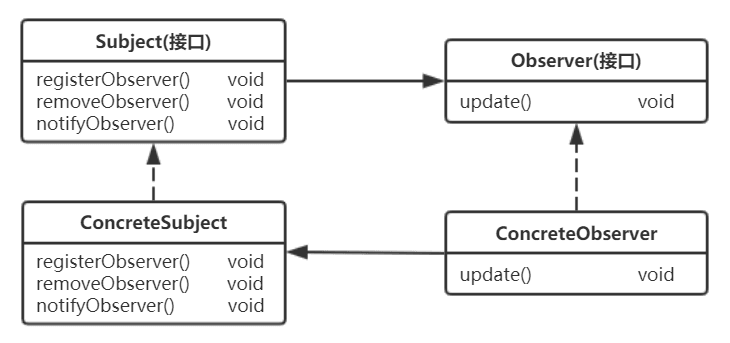 Subject(接口)
registerObserver() void
removeObserver() void
notifyObserver() void
Observer(接口)
update() void
ConcreteSubject
registerObserver() void
removeObserver() void
notifyObserver() void
ConcreteObserver
update() void